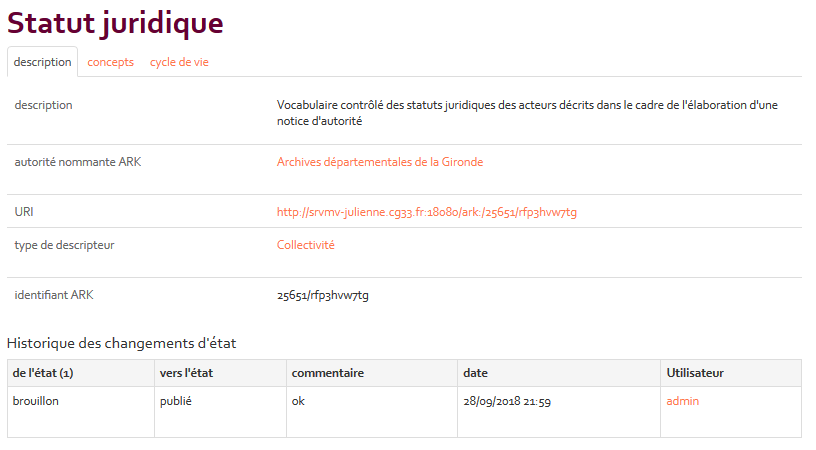 Statut juridique
description concepts cycle de vie
description Vocabulaire contrôlé des statuts juridiques des acteurs décrits dans le cadre de l'élaboration d'une
notice d'autorité
autorité nommante ARK Archives départementales de la Gironde
URI http://srvmv-julienne.cg33.fr:18080/ark:/25651/rfp3hvw7tg
type de descripteur Collectivité
identifiant ARK 25651/rfp3hvw7tg
Historique des changements d'état
de l'état (1) vers l'état commentaire date Utilisateur
brouillon publié ok 28/09/2018 21:59 admin